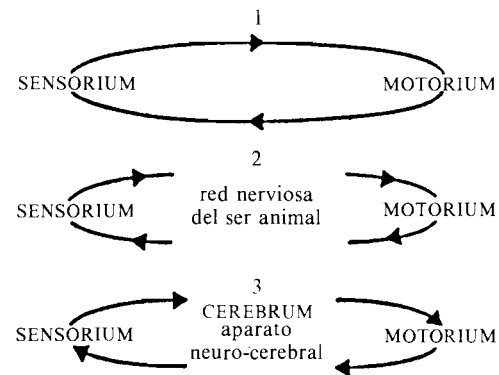 1
SENSORIUM MOTORIUM
2
red nerviosa
SENSORIUM del ser animal MOTORIUM
3
CEREBRUM
SENSORIUM aparato MOTORIUM
neuro-cerebral